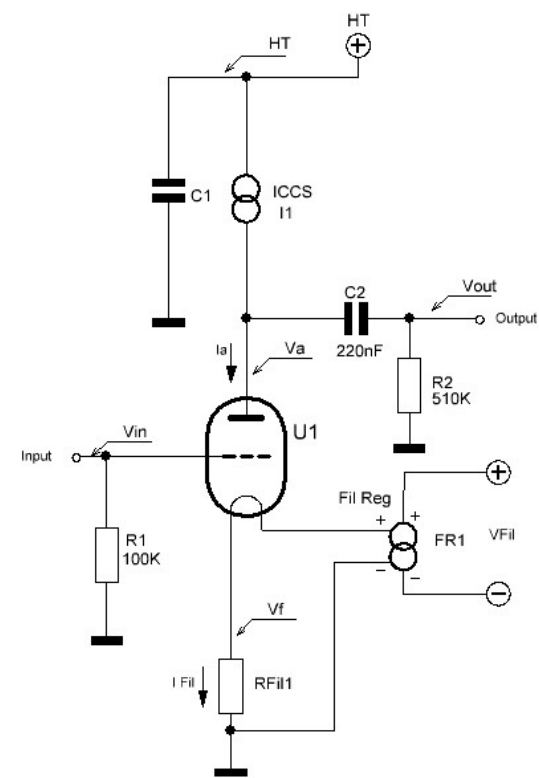 HT
HT
C1
ICCS
I1
C2
220nF
Vout
Output
Ia
Va
R2
510K
U1
Vin
Input
R1
100K
Fil Reg
+
+
+
FR1
VFil
−
−
−
Vf
I Fil
RFil1
+